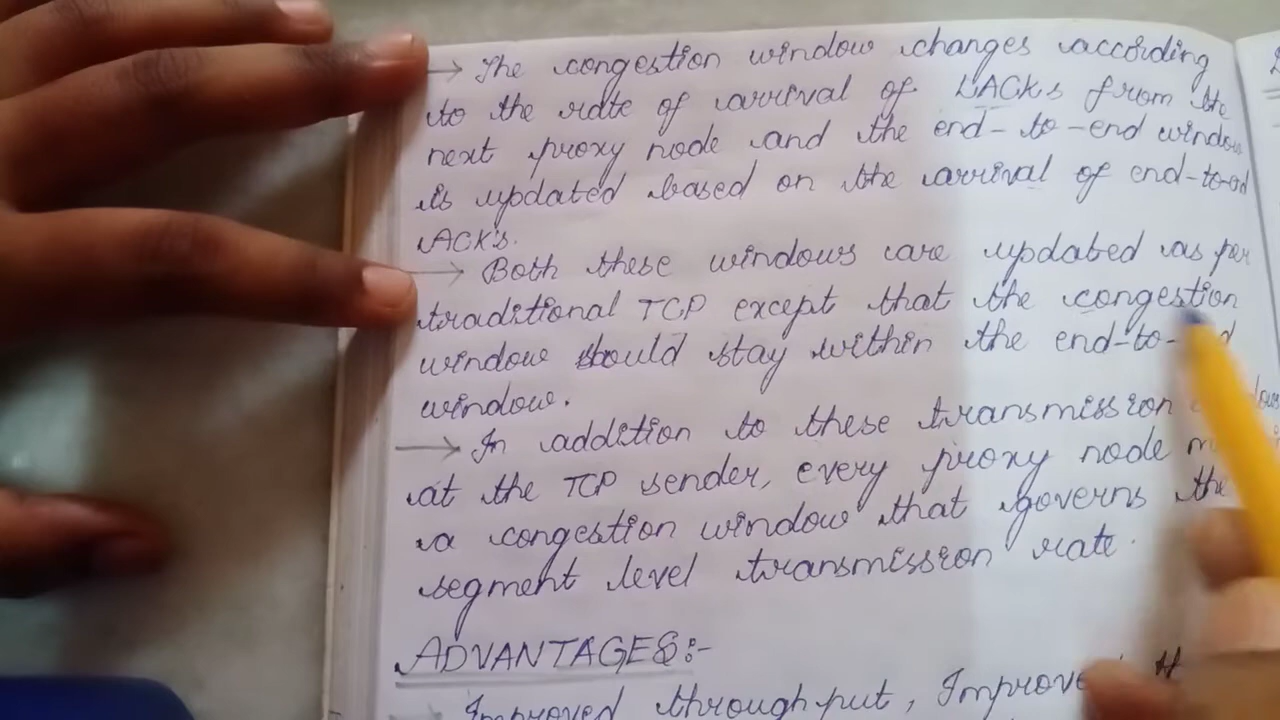 → The congestion window changes according
to the rate of arrival of LACKs from the
next proxy node and the end-to-end window
is updated based on the arrival of end-to-end
ACK's.
→ Both these windows are updated as per
traditional TCP except that the congestion
window should stay within the end-to-
window.
→ In addition to these transmission
at the TCP sender, every proxy node
a congestion window that governs the
segment level transmission rate.
ADVANTAGES:-
→ Improved throughput, Improve